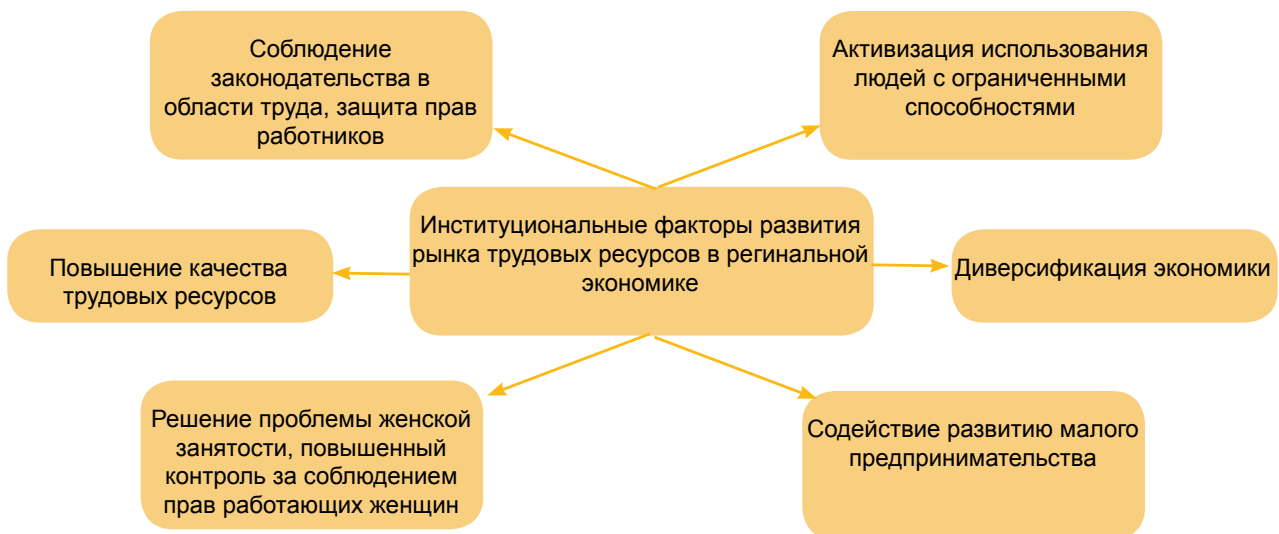 Соблюдение
законодательства в
области труда, защита прав
работников
Активизация использования
людей с ограниченными
способностями
Институциональные факторы развития
рынка трудовых ресурсов в регинальной
экономике
Повышение качества
трудовых ресурсов
Диверсификация экономики
Решение проблемы женской
занятости, повышенный
контроль за соблюдением
прав работающих женщин
Содействие развитию малого
предпринимательства